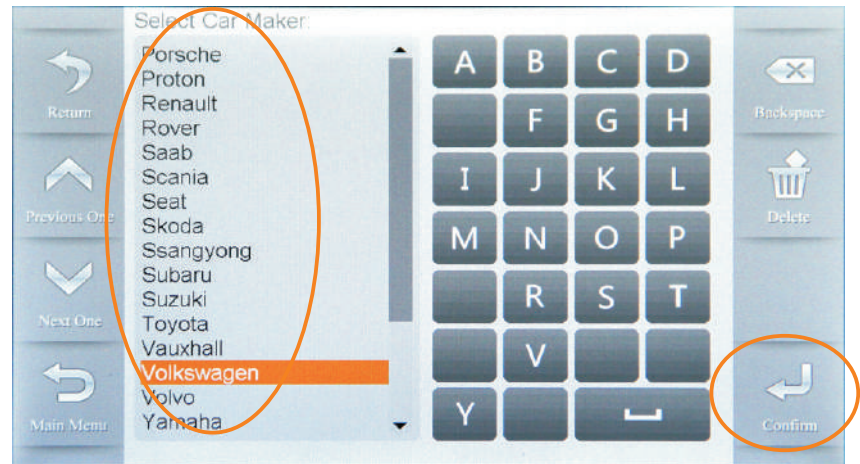 Select Car Maker:
Porsche
Proton
Renault
Rover
Saab
Scania
Seat
Skoda
Ssangyong
Subaru
Suzuki
Toyota
Vauxhall
Volkswagen
Volvo
Yamaha
Return
Previous One
Next One
Main Menu
A B C D
F G H
I J K L
M N O P
R S T
V
Y
Backspace
Delete
Confirm